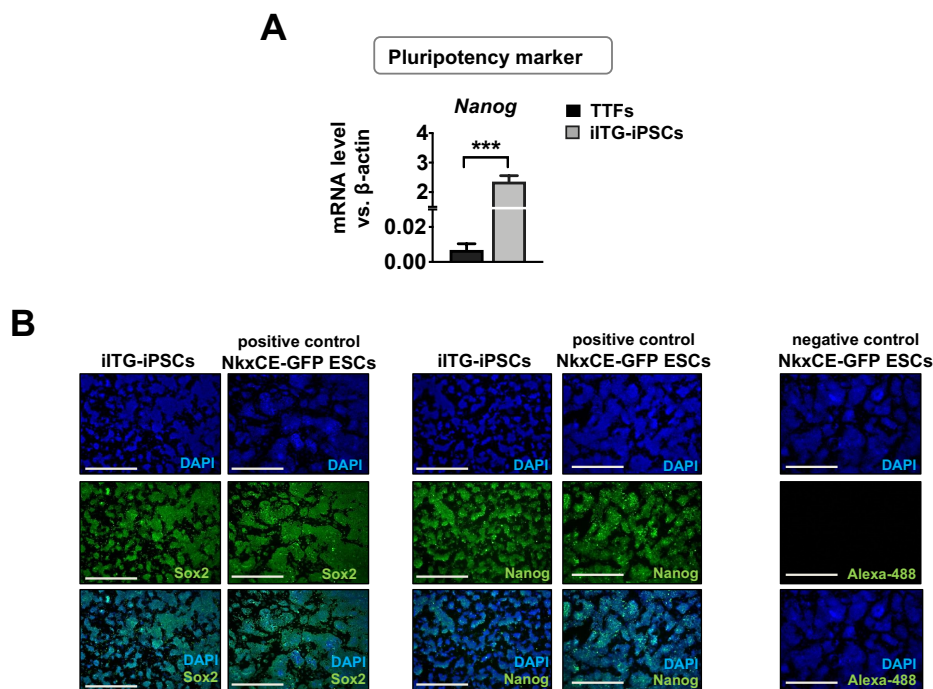 A
Pluripotency marker
Nanog
TTFs
iITG-iPSCs
mRNA level
vs. β-actin
4
3
2
0.02
0.00
***
B
iITG-iPSCs
positive control
NkxCE-GFP ESCs
iITG-iPSCs
positive control
NkxCE-GFP ESCs
negative control
NkxCE-GFP ESCs
DAPI
DAPI
DAPI
DAPI
DAPI
Sox2
Sox2
Nanog
Nanog
Alexa-488
DAPI
Sox2
DAPI
Sox2
DAPI
Nanog
DAPI
Nanog
DAPI
Alexa-488